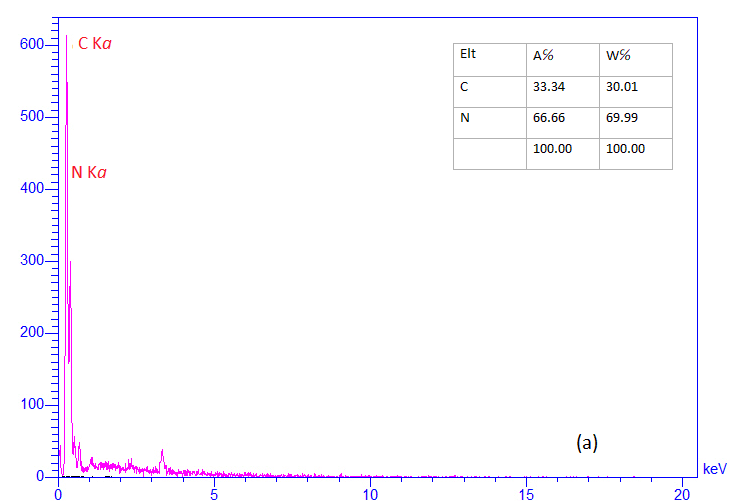 600
500
400
300
200
100
0
C Kα
N Kα
Elt A% W%
C 33.34 30.01
N 66.66 69.99
100.00 100.00
(a)
0 5 10 15 20
keV